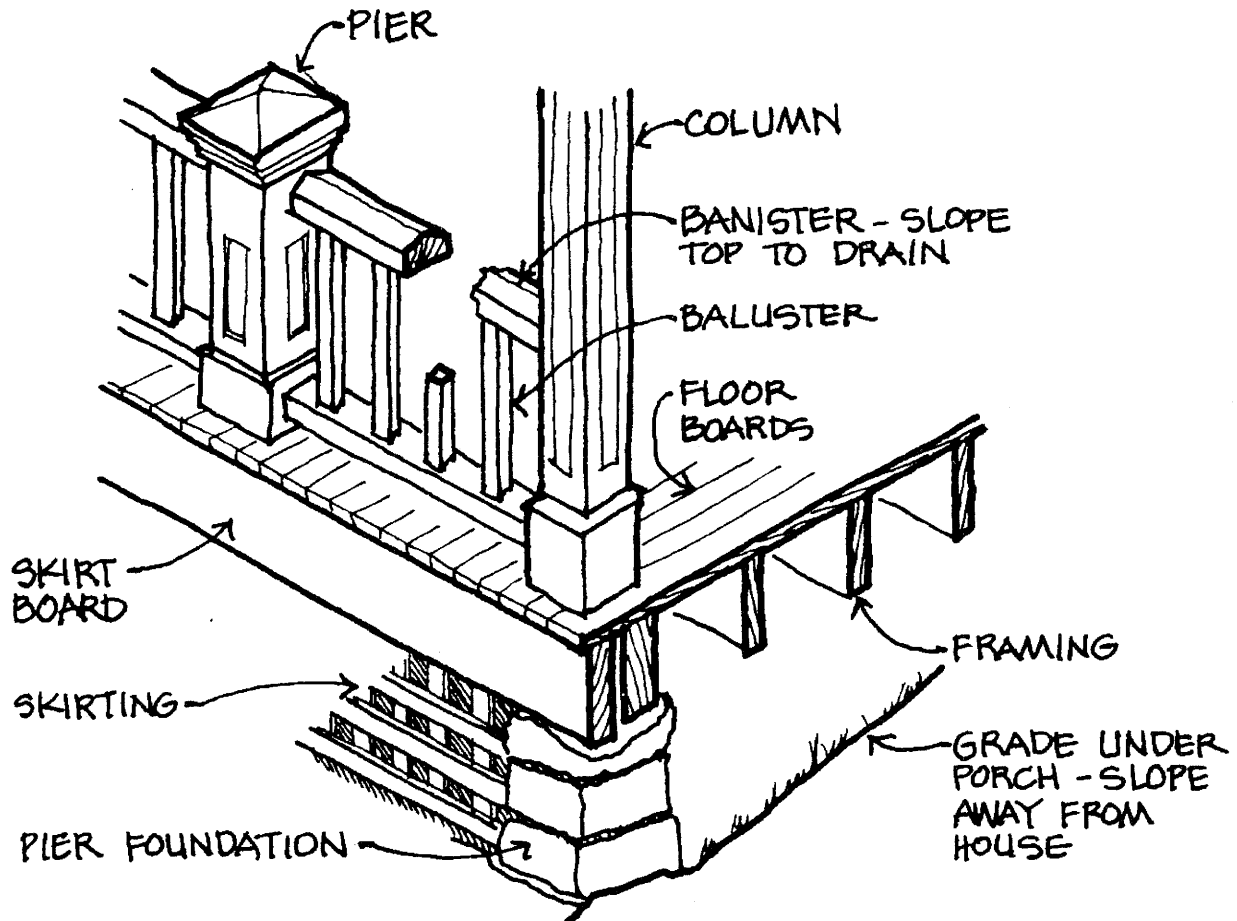 PIER
COLUMN
BANISTER - SLOPE
TOP TO DRAIN
BALUSTER
FLOOR
BOARDS
SKIRT
BOARD
FRAMING
SKIRTING
GRADE UNDER
PORCH - SLOPE
AWAY FROM
HOUSE
PIER FOUNDATION